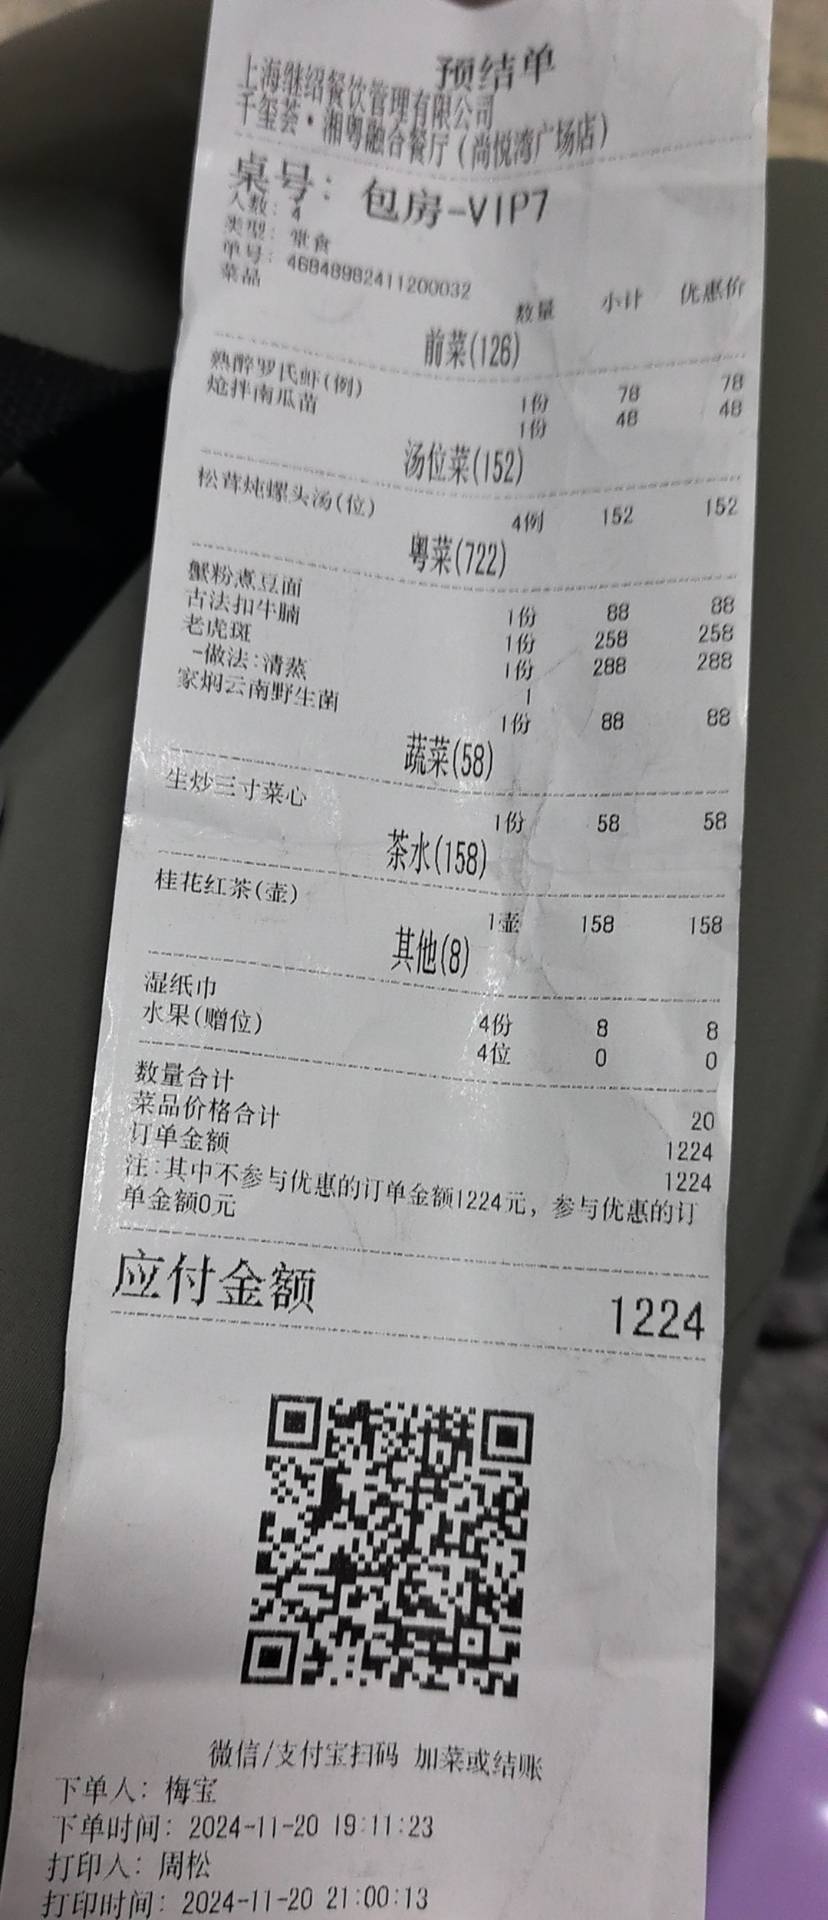 预结单
上海继绍餐饮管理有限公司
千玺荟·湘粤融合餐厅(尚悦湾广场店)
桌号: 包房-VIP7
人数: 4
类型: 堂食
单号: 46848982411200032
菜品 数量 小计 优惠价
前菜(126)
熟醉罗氏虾(例) 1份 78 78
炝拌南瓜苗 1份 48 48
汤位菜(152)
松茸炖螺头汤(位) 4例 152 152
粤菜(722)
蟹粉煮豆面 1份 88 88
古法扣牛腩 1份 258 258
老虎斑 1份 288 288
-做法:清蒸 1
家焖云南野生菌 1份 88 88
蔬菜(58)
生炒三寸菜心 1份 58 58
茶水(158)
桂花红茶(壶) 1壶 158 158
其他(8)
湿纸巾 4份 8 8
水果(赠位) 4位 0 0
数量合计 20
菜品价格合计 1224
订单金额 1224
注:其中不参与优惠的订单金额1224元，参与优惠的订
单金额0元
应付金额 1224
微信/支付宝扫码 加菜或结账
下单人: 梅宝
下单时间: 2024-11-20 19:11:23
打印人: 周松
打印时间: 2024-11-20 21:00:13